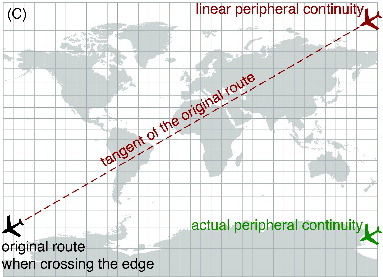 (C)
linear peripheral continuity
tangent of the original route
actual peripheral continuity
original route
when crossing the edge